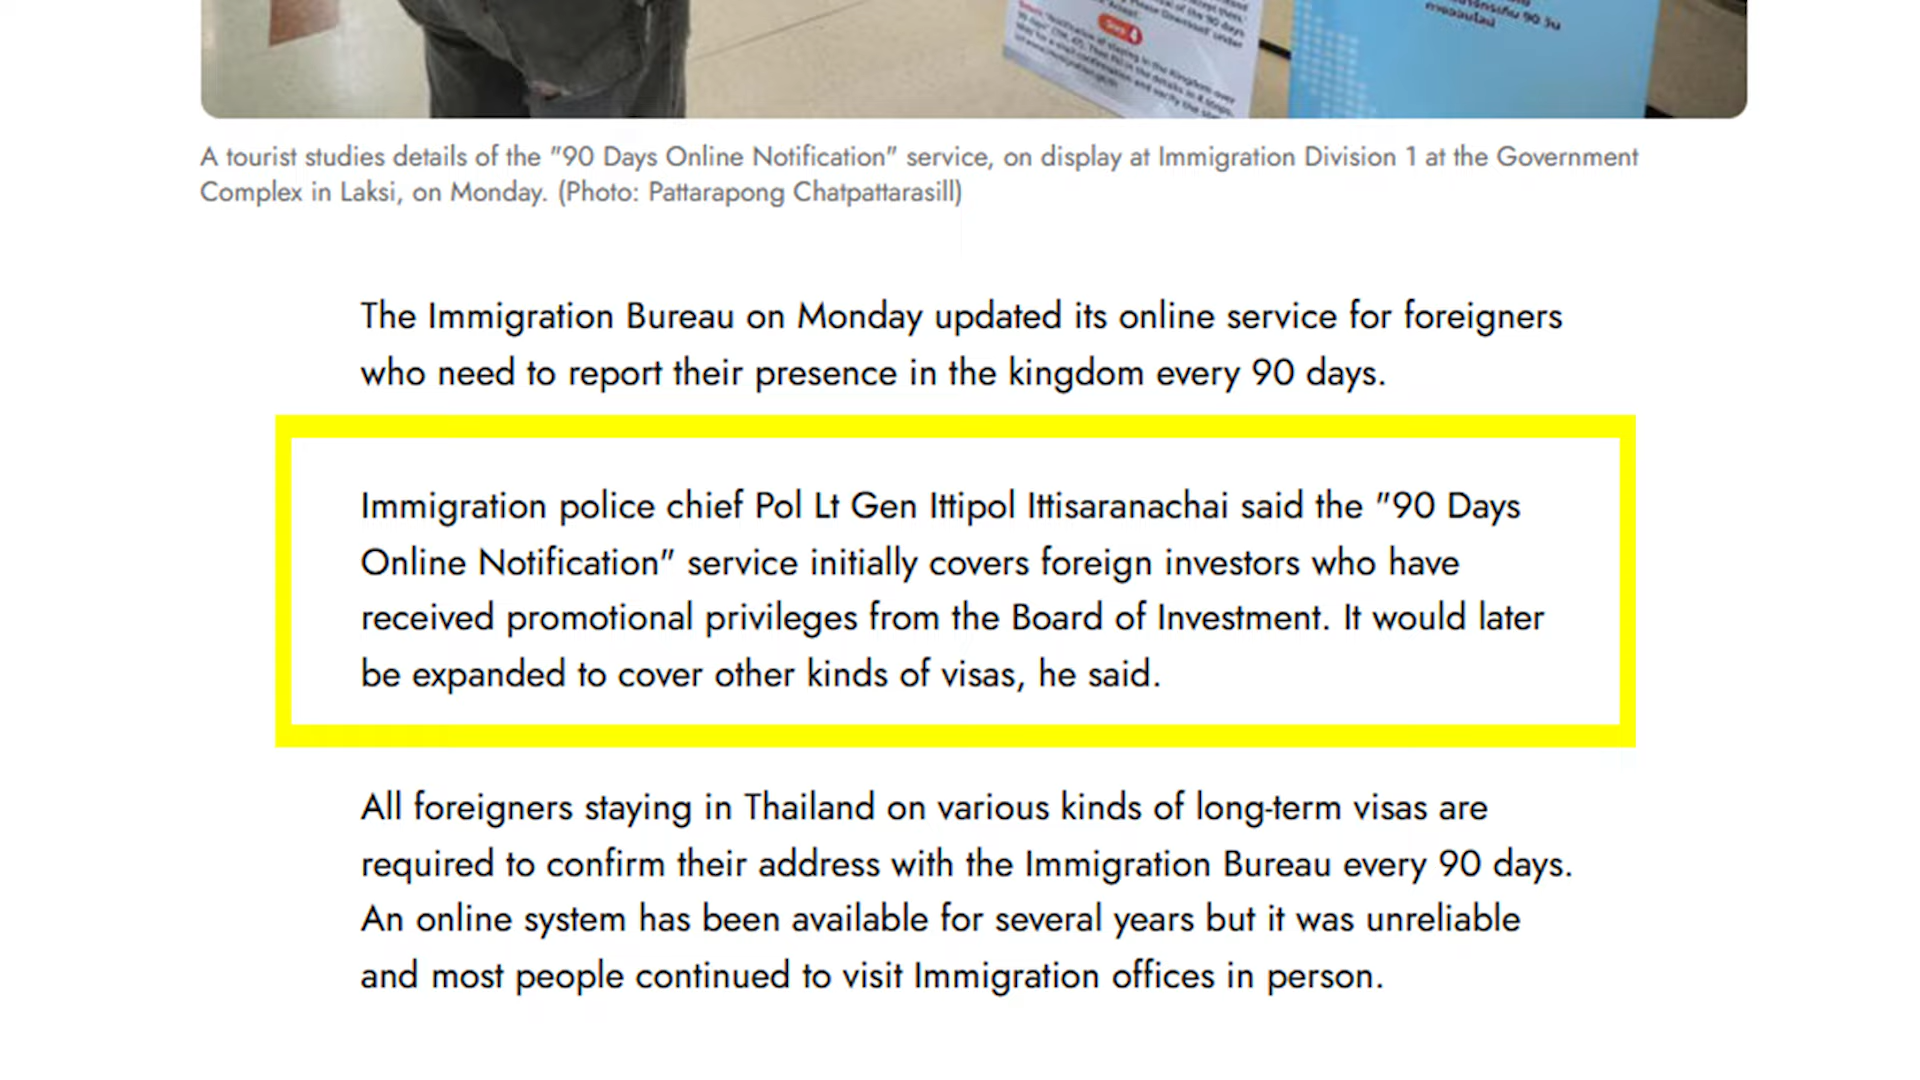 Step 4
90 วัน
A tourist studies details of the "90 Days Online Notification" service, on display at Immigration Division 1 at the Government
Complex in Laksi, on Monday. (Photo: Pattarapong Chatpattarasill)
The Immigration Bureau on Monday updated its online service for foreigners
who need to report their presence in the kingdom every 90 days.
Immigration police chief Pol Lt Gen Ittipol Ittisaranachai said the "90 Days
Online Notification" service initially covers foreign investors who have
received promotional privileges from the Board of Investment. It would later
be expanded to cover other kinds of visas, he said.
All foreigners staying in Thailand on various kinds of long-term visas are
required to confirm their address with the Immigration Bureau every 90 days.
An online system has been available for several years but it was unreliable
and most people continued to visit Immigration offices in person.